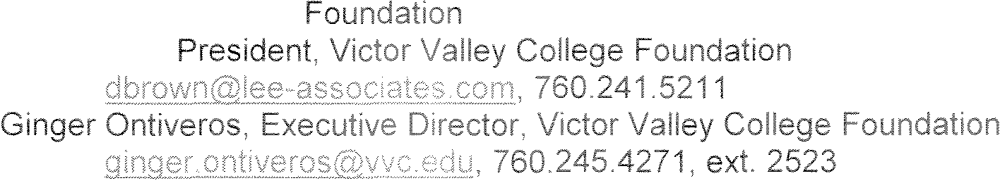 Foundation
President, Victor Valley College Foundation
dbrown@lee-associates.com, 760.241.5211
Ginger Ontiveros, Executive Director, Victor Valley College Foundation
ginger.ontiveros@vvc.edu, 760.245.4271, ext. 2523